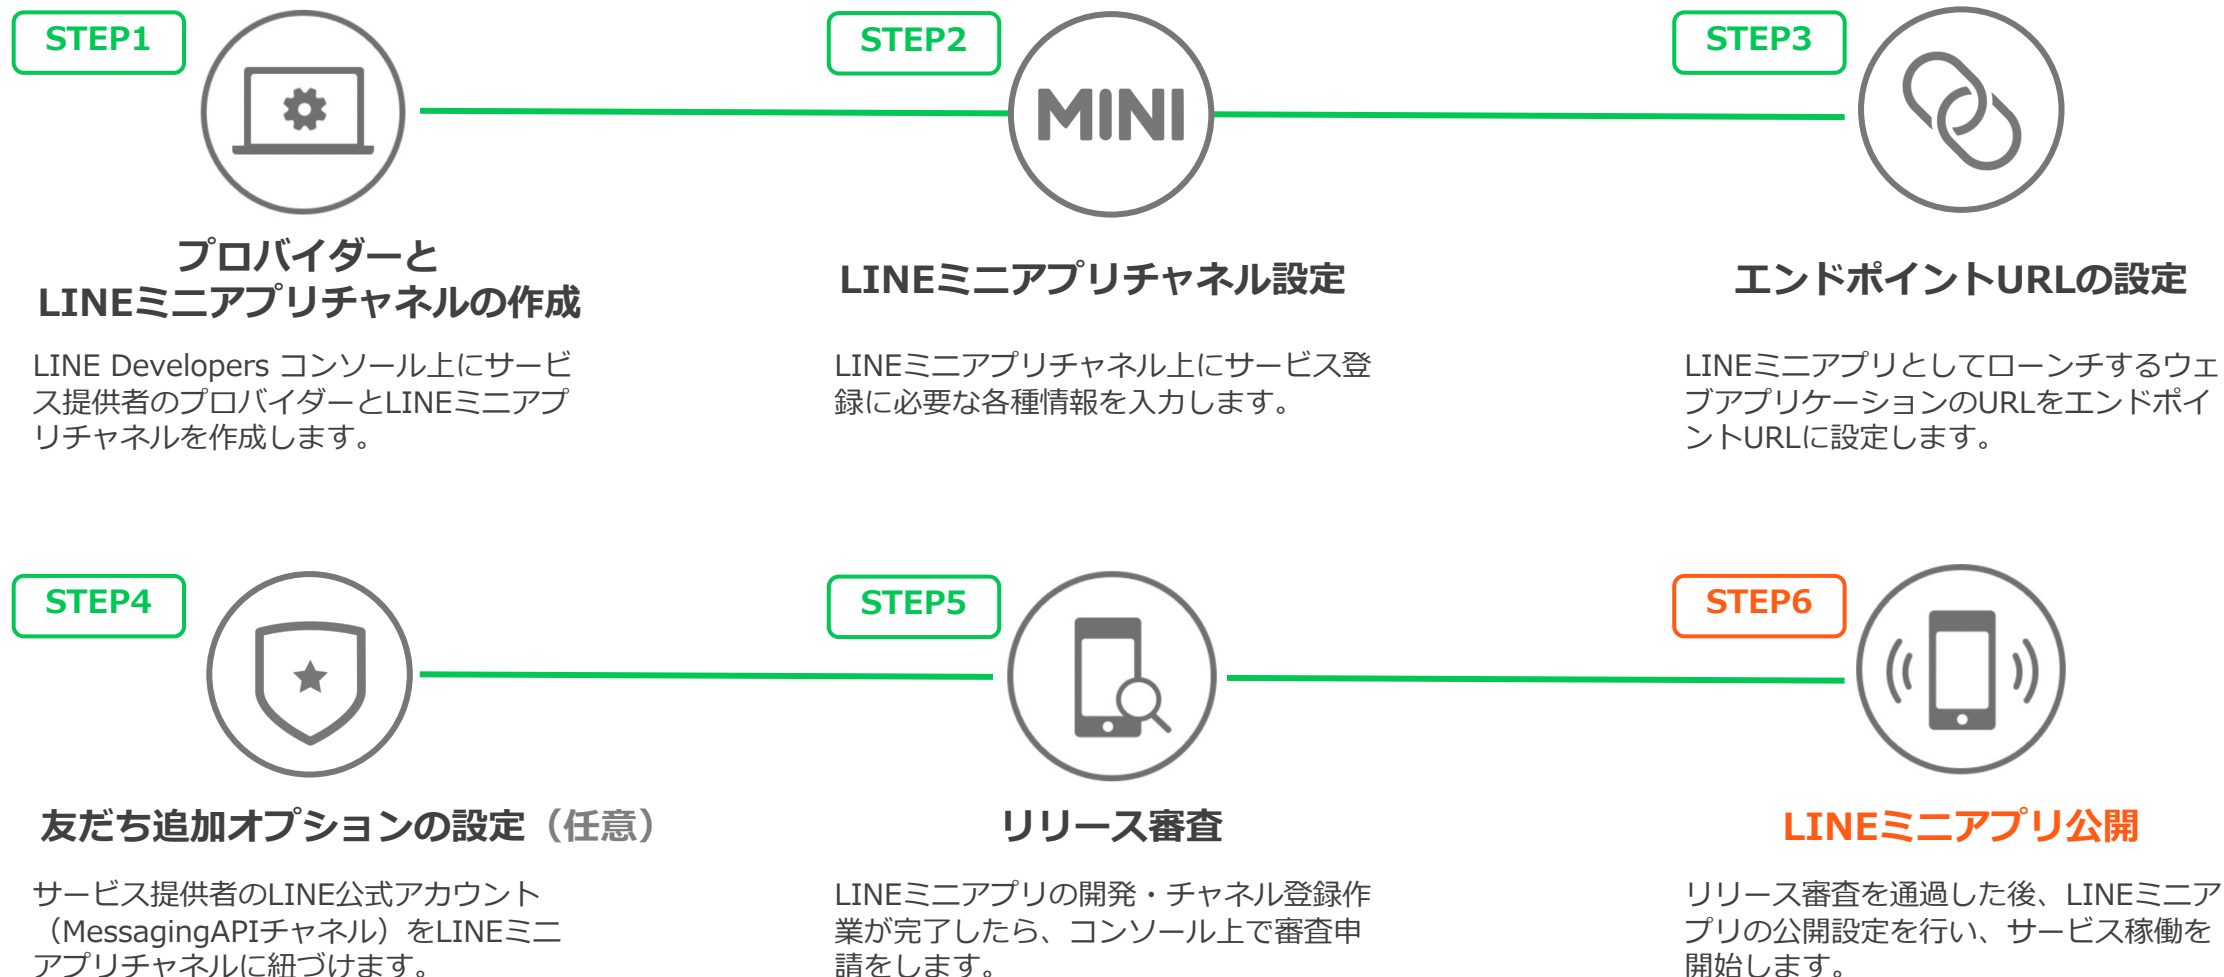 STEP1
プロバイダーと
LINEミニアプリチャネルの作成
LINE Developers コンソール上にサービ
ス提供者のプロバイダーとLINEミニアプ
リチャネルを作成します。
STEP2
MINI
LINEミニアプリチャネル設定
LINEミニアプリチャネル上にサービス登
録に必要な各種情報を入力します。
STEP3
エンドポイントURLの設定
LINEミニアプリとしてローンチするウェ
ブアプリケーションのURLをエンドポイ
ントURLに設定します。
STEP4
友だち追加オプションの設定（任意）
サービス提供者のLINE公式アカウント
（MessagingAPIチャネル）をLINEミニ
アプリチャネルに紐づけます。
STEP5
リリース審査
LINEミニアプリの開発・チャネル登録作
業が完了したら、コンソール上で審査申
請をします。
STEP6
LINEミニアプリ公開
リリース審査を通過した後、LINEミニア
プリの公開設定を行い、サービス稼働を
開始します。